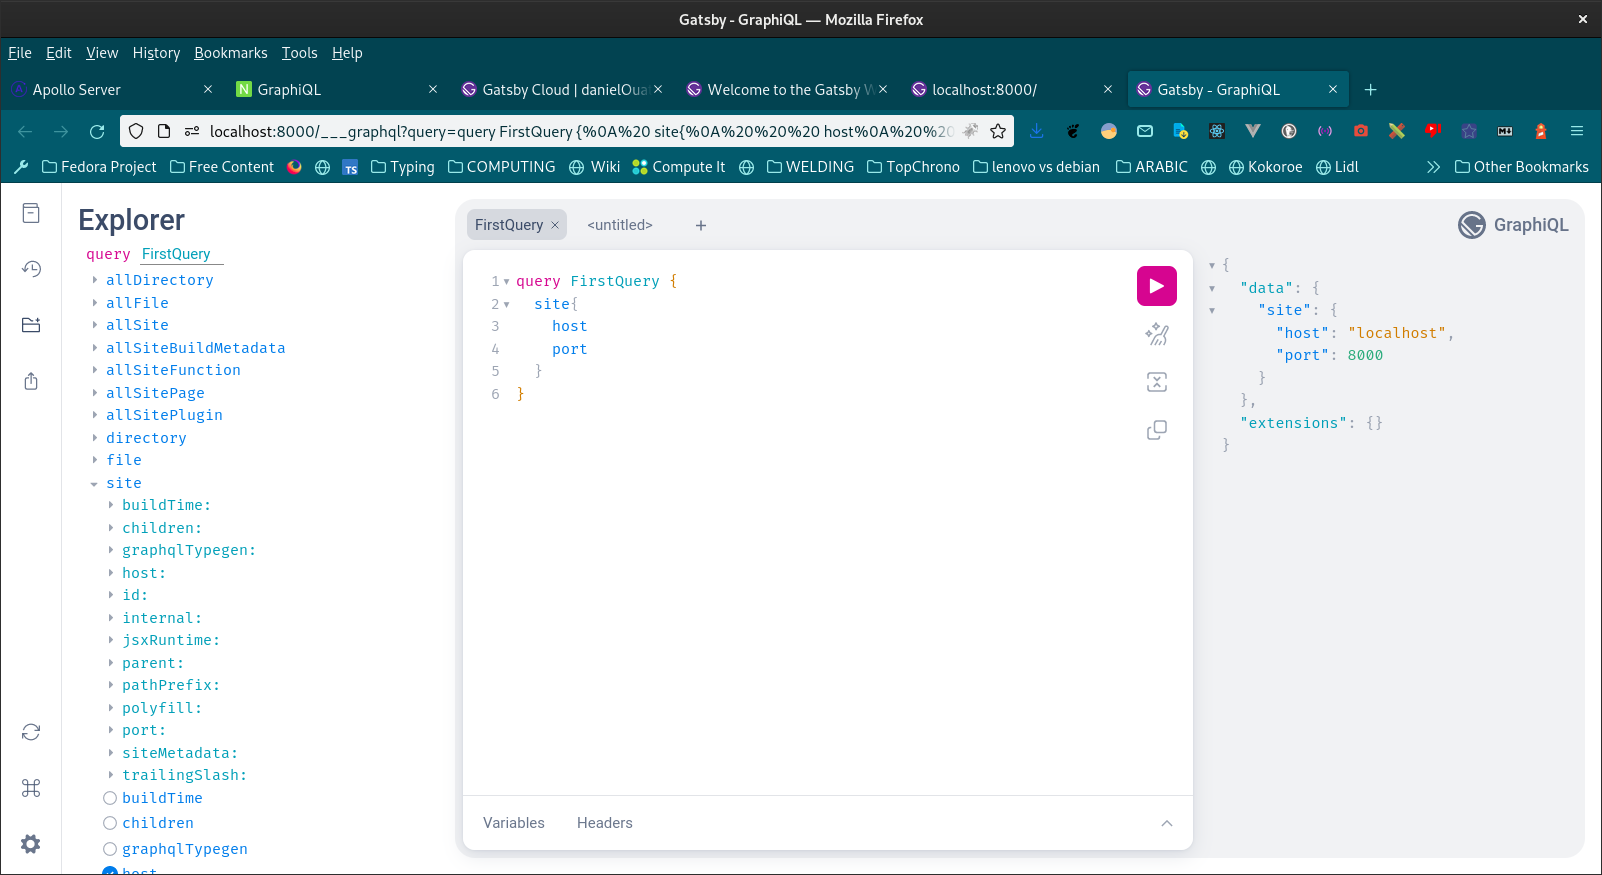 Gatsby - GraphiQL — Mozilla Firefox
File Edit View History Bookmarks Tools Help
Apollo Server
GraphiQL
Gatsby Cloud | danielOua
Welcome to the Gatsby W
localhost:8000/
Gatsby - GraphiQL
localhost:8000/___graphql?query=query FirstQuery {%0A%20 site{%0A%20%20%20 host%0A%20%20
Fedora Project Free Content TS Typing COMPUTING Wiki Compute It WELDING TopChrono lenovo vs debian ARABIC Kokoroe Lidl Other Bookmarks
Explorer
query FirstQuery
allDirectory
allFile
allSite
allSiteBuildMetadata
allSiteFunction
allSitePage
allSitePlugin
directory
file
site
buildTime:
children:
graphqlTypegen:
host:
id:
internal:
jsxRuntime:
parent:
pathPrefix:
polyfill:
port:
siteMetadata:
trailingSlash:
buildTime
children
graphqlTypegen
host
FirstQuery <untitled> +
GraphiQL
1 query FirstQuery {
2 site{
3 host
4 port
5 }
6 }
Variables Headers
{
"data": {
"site": {
"host": "localhost",
"port": 8000
}
},
"extensions": {}
}